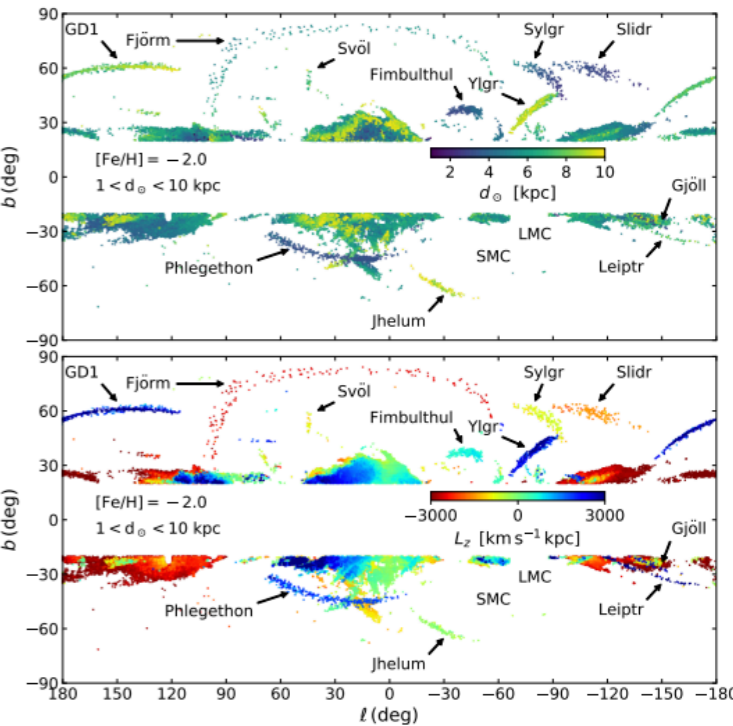 90
GD1
Fjörm
Svöl
Sylgr
Slidr
60
Fimbulthul
Ylgr
30
[Fe/H] = −2.0
0
1 < d⊙ < 10 kpc
2 4 6 8 10
d⊙ [kpc]
b (deg)
Gjöll
−30
LMC
SMC
Phlegethon
Leiptr
−60
Jhelum
−90
90
GD1
Fjörm
Svöl
Sylgr
Slidr
60
Fimbulthul
Ylgr
30
[Fe/H] = −2.0
−3000 0 3000
0
1 < d⊙ < 10 kpc
Lz [km s⁻¹ kpc]
b (deg)
Gjöll
−30
LMC
SMC
Phlegethon
Leiptr
−60
Jhelum
−90
180 150 120 90 60 30 0 −30 −60 −90 −120 −150 −180
ℓ (deg)